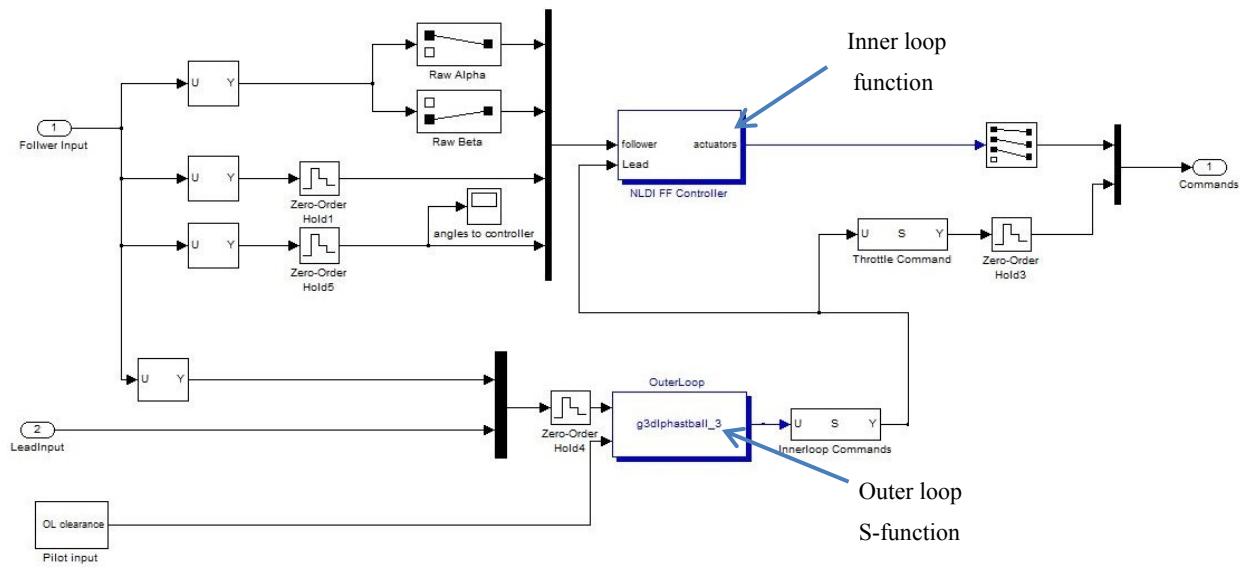 Inner loop
function
U Y
Raw Alpha
Raw Beta
1
Follwer Input
follower
Lead
actuators
NLDI FF Controller
1
Commands
U Y
Zero-Order
Hold1
angles to controller
U Y
Zero-Order
Hold5
U S Y
Throttle Command
Zero-Order
Hold3
U Y
OuterLoop
g3dlphastball_3
2
LeadInput
Zero-Order
Hold4
U S Y
Innerloop Commands
Outer loop
S-function
OL clearance
Pilot input